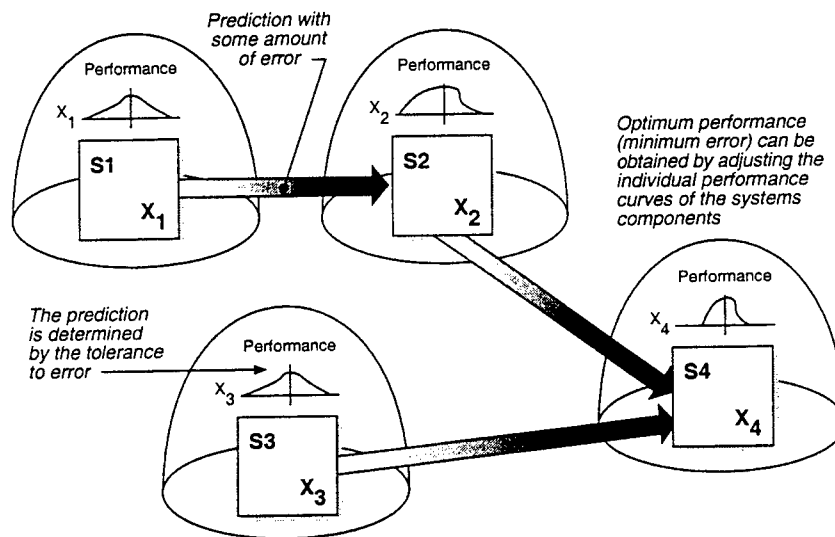 Prediction with
some amount
of error
Performance
X1
S1
X1
Performance
X2
S2
X2
Optimum performance
(minimum error) can be
obtained by adjusting the
individual performance
curves of the systems
components
The prediction
is determined
by the tolerance
to error
Performance
X3
S3
X3
Performance
X4
S4
X4